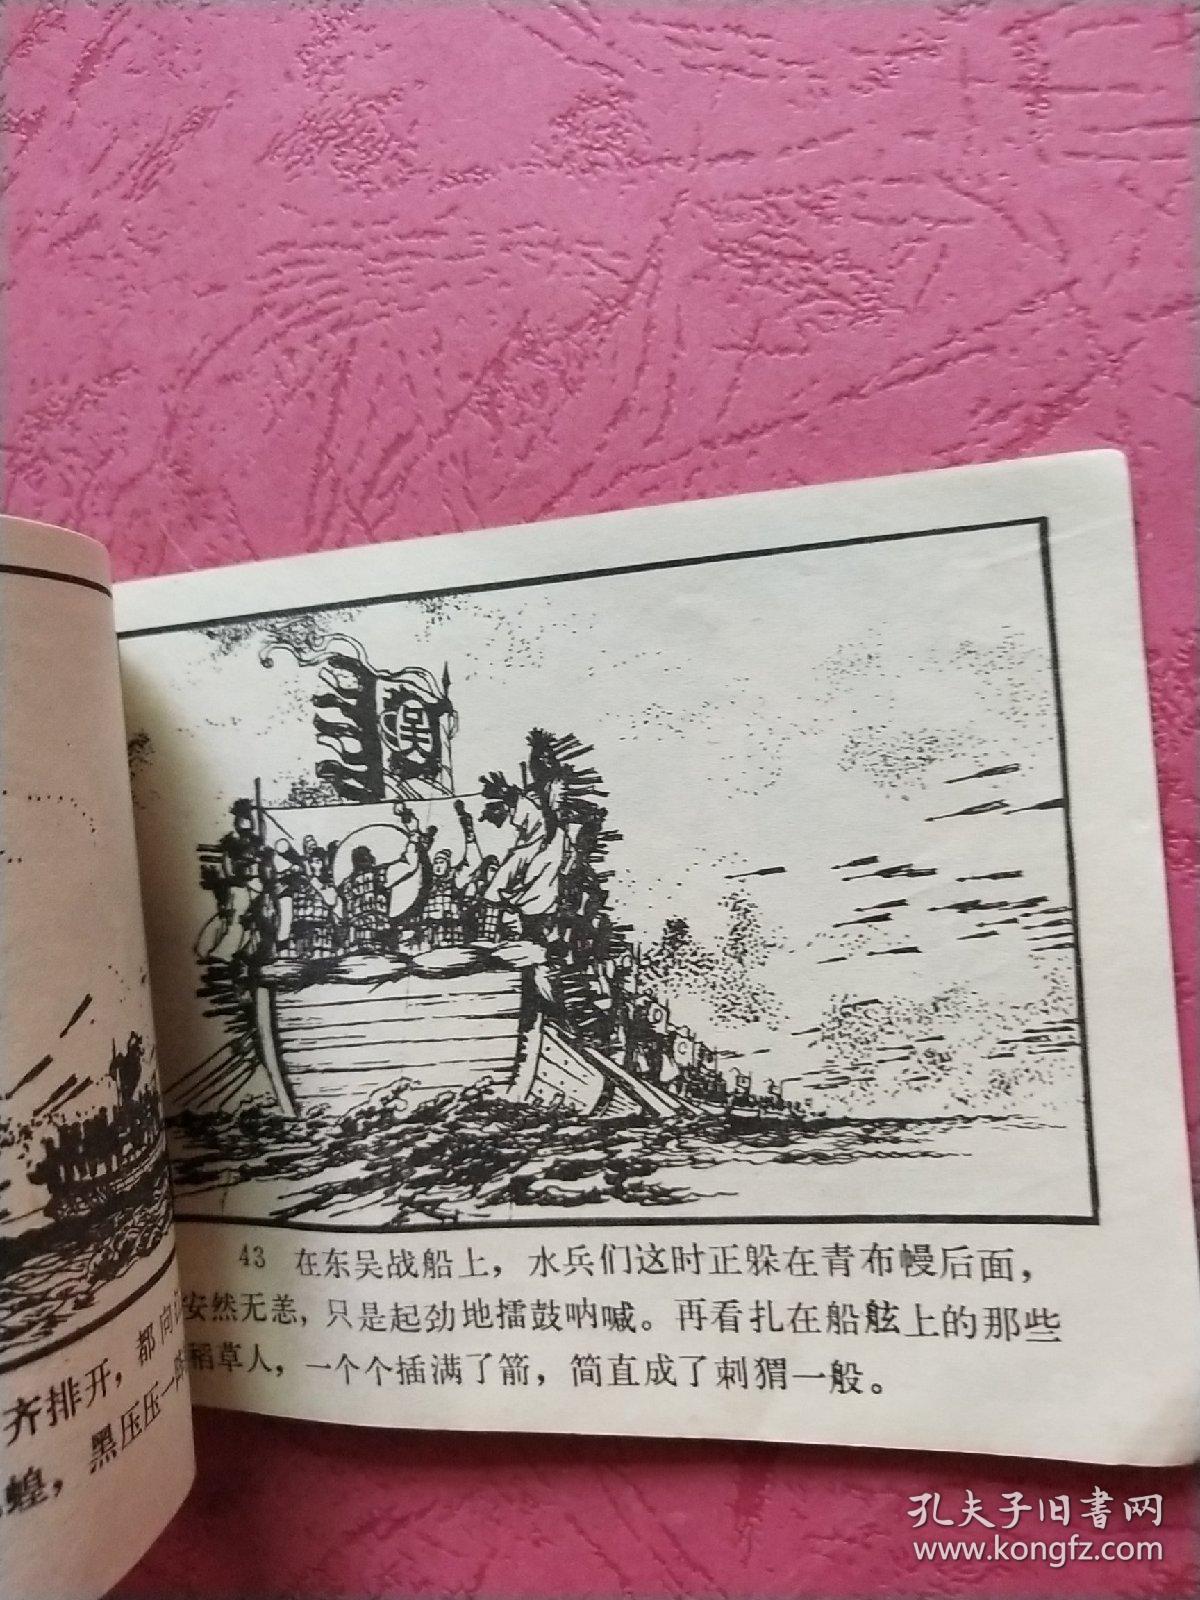 吴
43 在东吴战船上，水兵们这时正躲在青布幔后面，
安然无恙，只是起劲地擂鼓呐喊。再看扎在船舷上的那些
稻草人，一个个插满了箭，简直成了刺猬一般。
齐排开，都向
蝗，黑压压一
孔夫子旧书网
www.kongfz.com